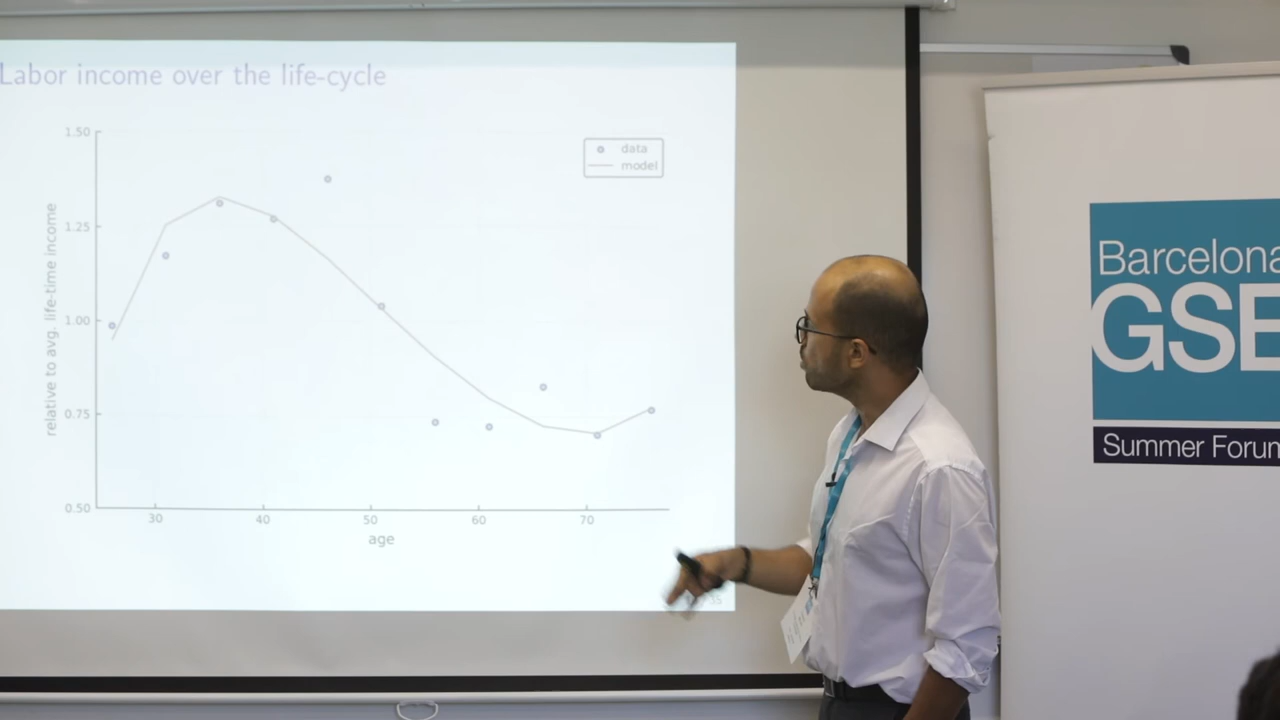 Labor income over the life-cycle
1.50
1.25
1.00
0.75
0.50
relative to avg. life-time income
data
model
30
40
50
60
70
age
Barcelona
GSE
Summer Forum